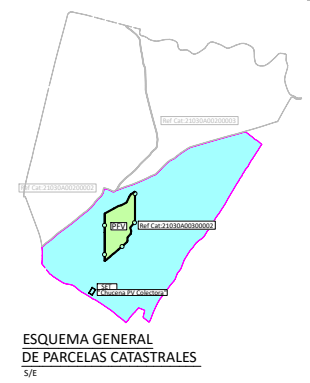 Ref Cat:21030A00200003
Ref Cat:21030A00200002
PFV
Ref Cat:21030A00300002
SET
"Chucena PV Colectora"
ESQUEMA GENERAL
DE PARCELAS CATASTRALES
S/E